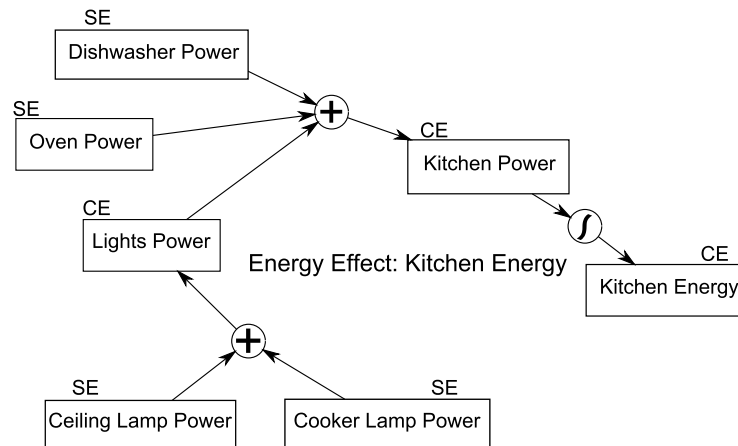 SE
Dishwasher Power
SE
Oven Power
+
CE
Kitchen Power
CE
Lights Power
∫
Energy Effect: Kitchen Energy
CE
Kitchen Energy
+
SE
Ceiling Lamp Power
SE
Cooker Lamp Power